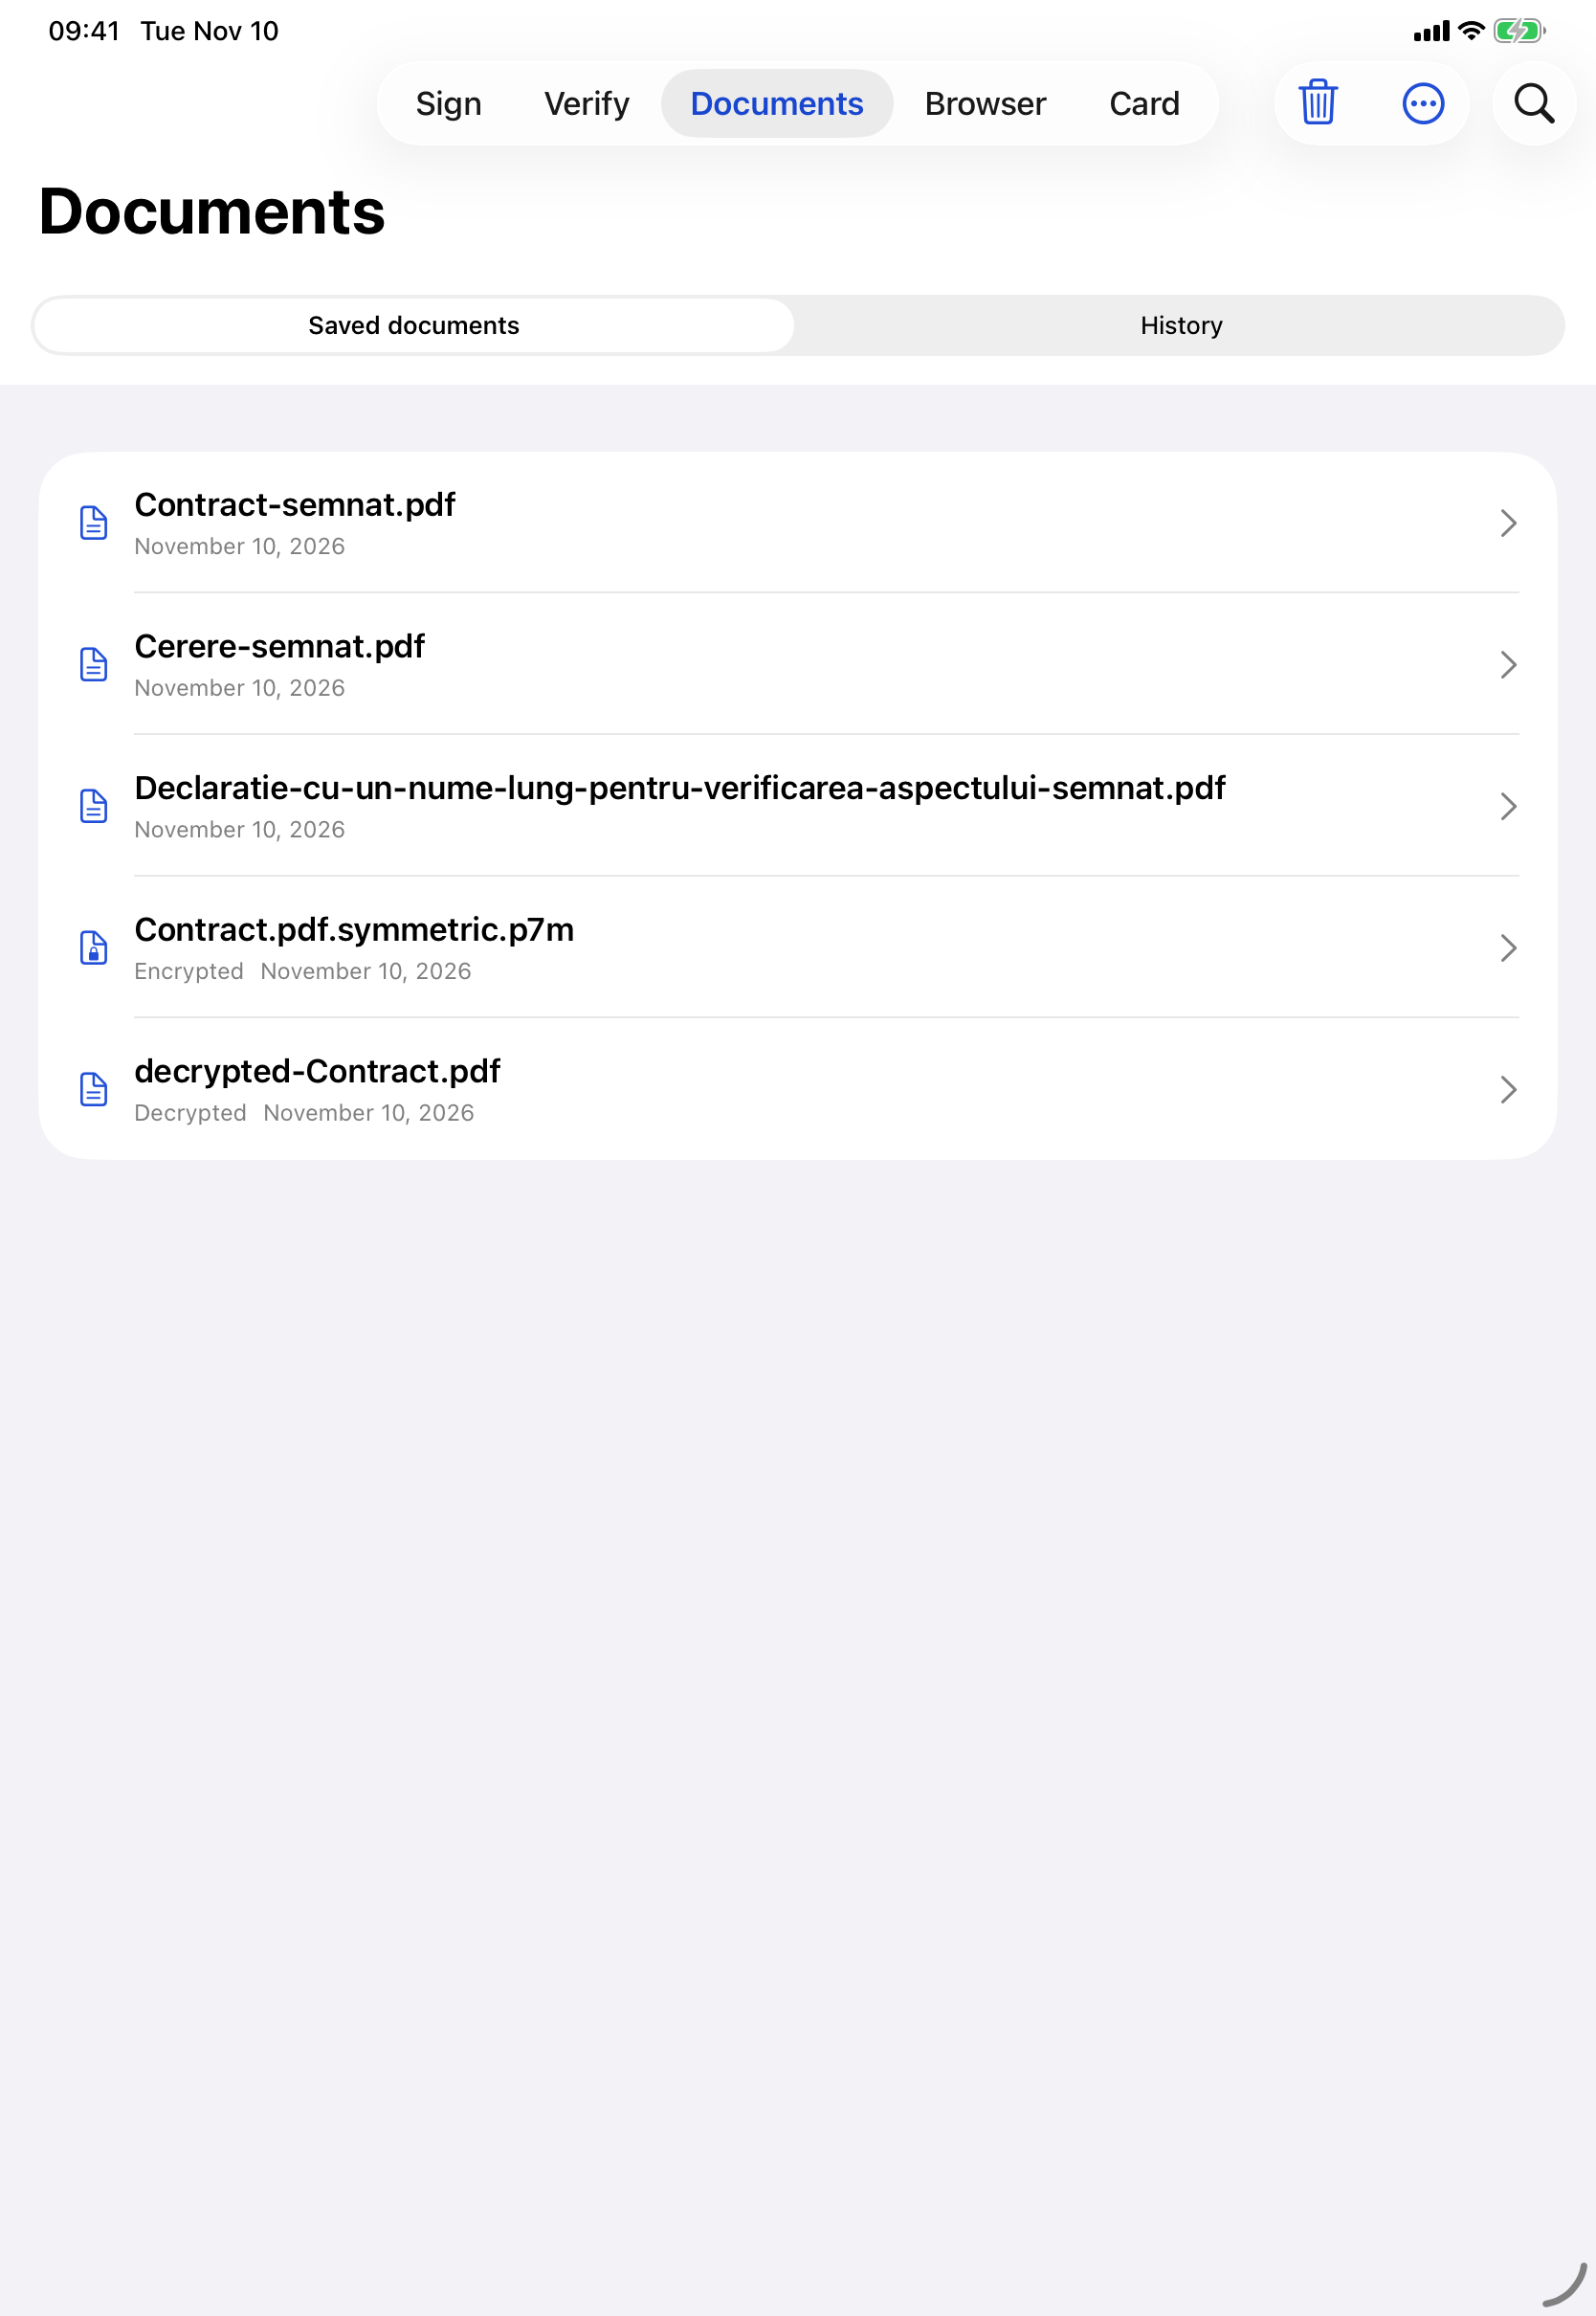 09:41 Tue Nov 10
Sign Verify Documents Browser Card
Documents
Saved documents History
Contract-semnat.pdf
November 10, 2026
Cerere-semnat.pdf
November 10, 2026
Declaratie-cu-un-nume-lung-pentru-verificarea-aspectului-semnat.pdf
November 10, 2026
Contract.pdf.symmetric.p7m
Encrypted November 10, 2026
decrypted-Contract.pdf
Decrypted November 10, 2026